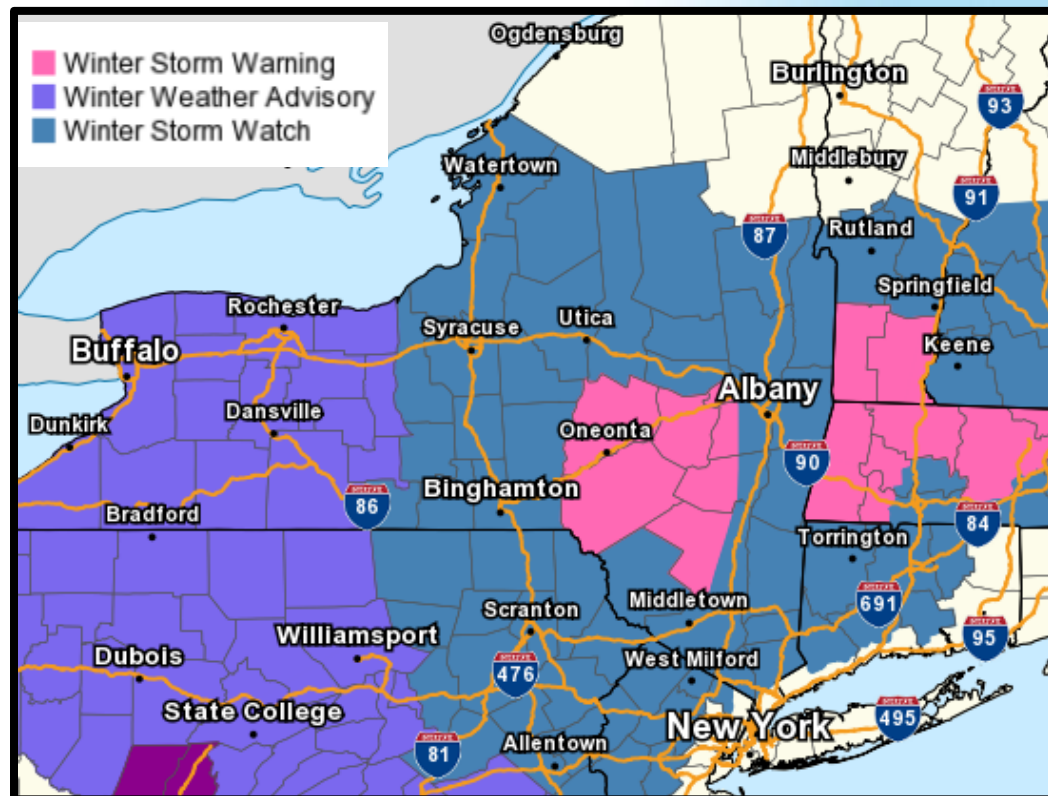 Winter Storm Warning
Winter Weather Advisory
Winter Storm Watch
Ogdensburg
Burlington
93
Watertown
Middlebury
91
87
Rutland
Rochester
Springfield
Syracuse
Utica
Buffalo
Keene
Dansville
Albany
Dunkirk
Oneonta
90
Binghamton
86
Bradford
84
Torrington
Scranton
Middletown
691
Williamsport
95
Dubois
West Milford
476
State College
New York
495
81
Allentown